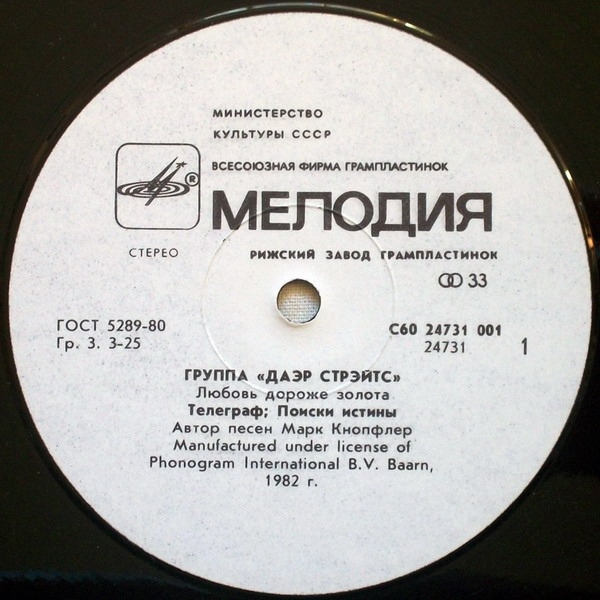 МИНИСТЕРСТВО
КУЛЬТУРЫ СССР
ВСЕСОЮЗНАЯ ФИРМА ГРАМПЛАСТИНОК
®
МЕЛОДИЯ
СТЕРЕО
РИЖСКИЙ ЗАВОД ГРАМПЛАСТИНОК
33
ГОСТ 5289-80
Гр. 3. 3-25
С60 24731 001
24731
1
ГРУППА «ДАЭР СТРЭЙТС»
Любовь дороже золота
Телеграф; Поиски истины
Автор песен Марк Кнопфлер
Manufactured under license of
Phonogram International B.V. Baarn,
1982 г.